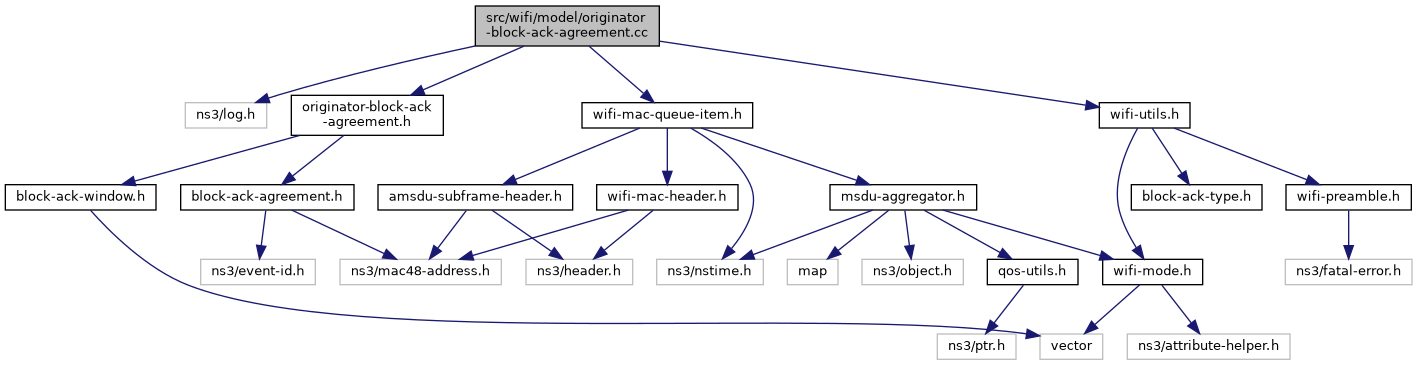 src/wifi/model/originator
-block-ack-agreement.cc
ns3/log.h
originator-block-ack
-agreement.h
wifi-mac-queue-item.h
wifi-utils.h
block-ack-window.h
block-ack-agreement.h
amsdu-subframe-header.h
wifi-mac-header.h
msdu-aggregator.h
block-ack-type.h
wifi-preamble.h
ns3/event-id.h
ns3/mac48-address.h
ns3/header.h
ns3/nstime.h
map
ns3/object.h
qos-utils.h
wifi-mode.h
ns3/fatal-error.h
ns3/ptr.h
vector
ns3/attribute-helper.h